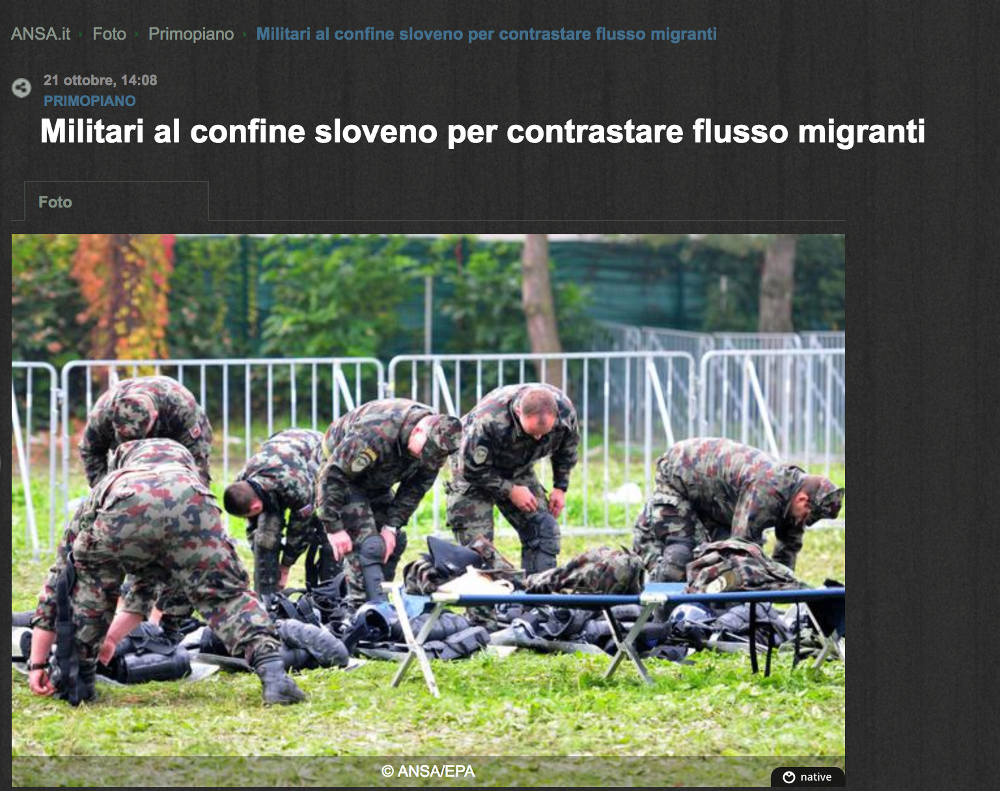 ANSA.it › Foto › Primopiano › Militari al confine sloveno per contrastare flusso migranti
21 ottobre, 14:08
PRIMOPIANO
Militari al confine sloveno per contrastare flusso migranti
Foto
© ANSA/EPA
native